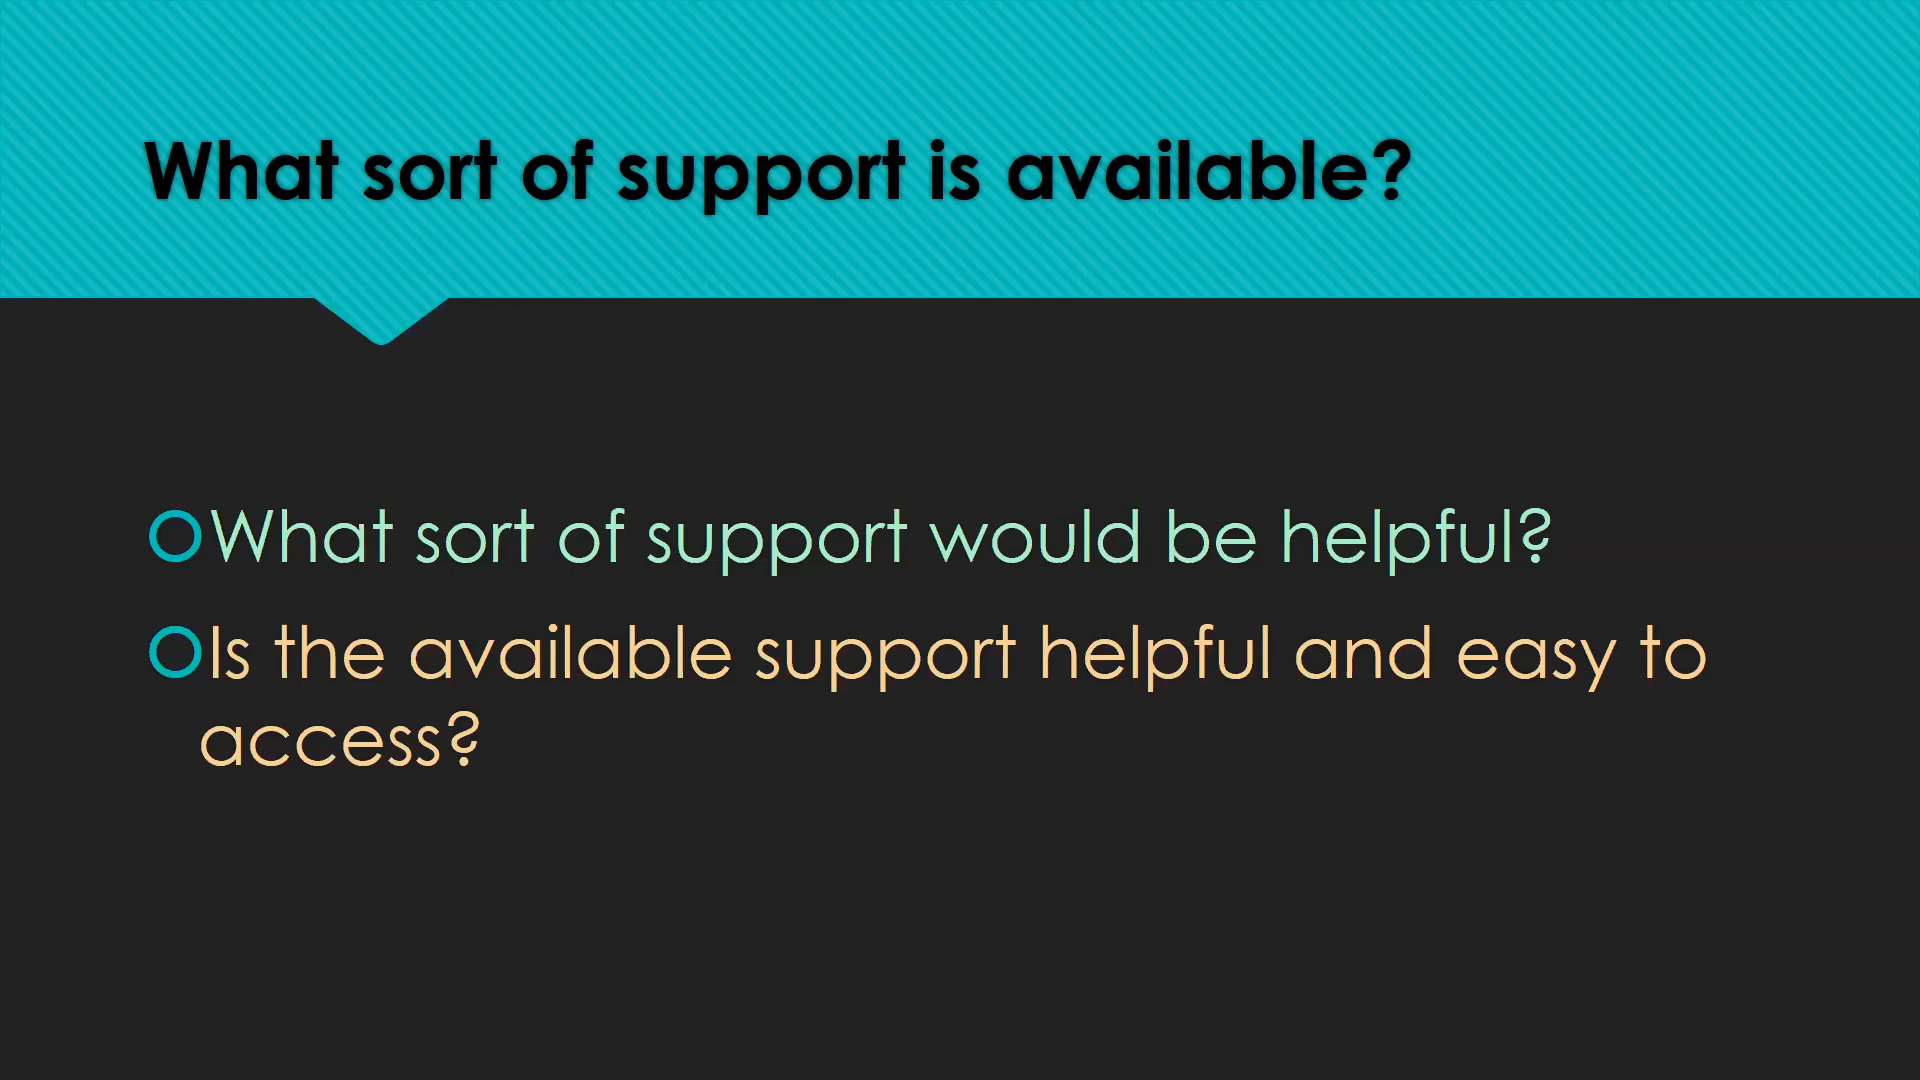 What sort of support is available?
What sort of support would be helpful?
Is the available support helpful and easy to
access?